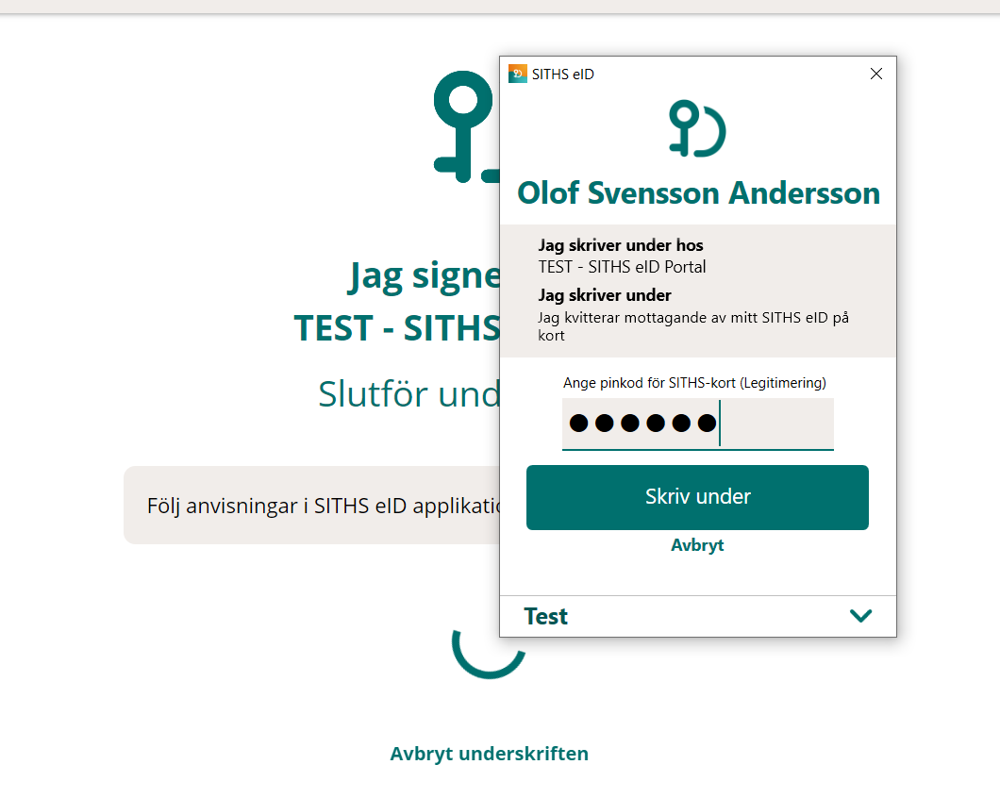 SITHS eID
Olof Svensson Andersson
Jag skriver under hos
TEST - SITHS eID Portal
Jag skriver under
Jag kvitterar mottagande av mitt SITHS eID på
kort
Ange pinkod för SITHS-kort (Legitimering)
Skriv under
Avbryt
Test
Jag signe
TEST - SITHS
Slutför und
Följ anvisningar i SITHS eID applikatio
Avbryt underskriften